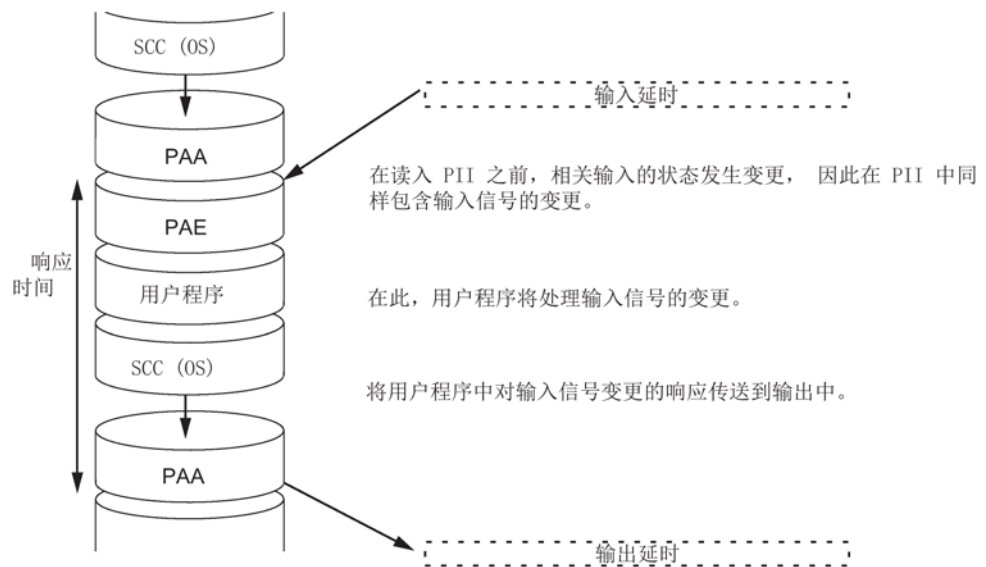 SCC (OS)
输入延时
PAA
在读入 PII 之前，相关输入的状态发生变更， 因此在 PII 中同
样包含输入信号的变更。
PAE
响应
时间
用户程序
在此，用户程序将处理输入信号的变更。
SCC (OS)
将用户程序中对输入信号变更的响应传送到输出中。
PAA
输出延时